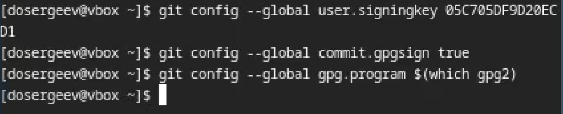 [dosergeev@vbox ~]$ git config --global user.signingkey 05C705DF9D20EC
D1
[dosergeev@vbox ~]$ git config --global commit.gpgsign true
[dosergeev@vbox ~]$ git config --global gpg.program $(which gpg2)
[dosergeev@vbox ~]$